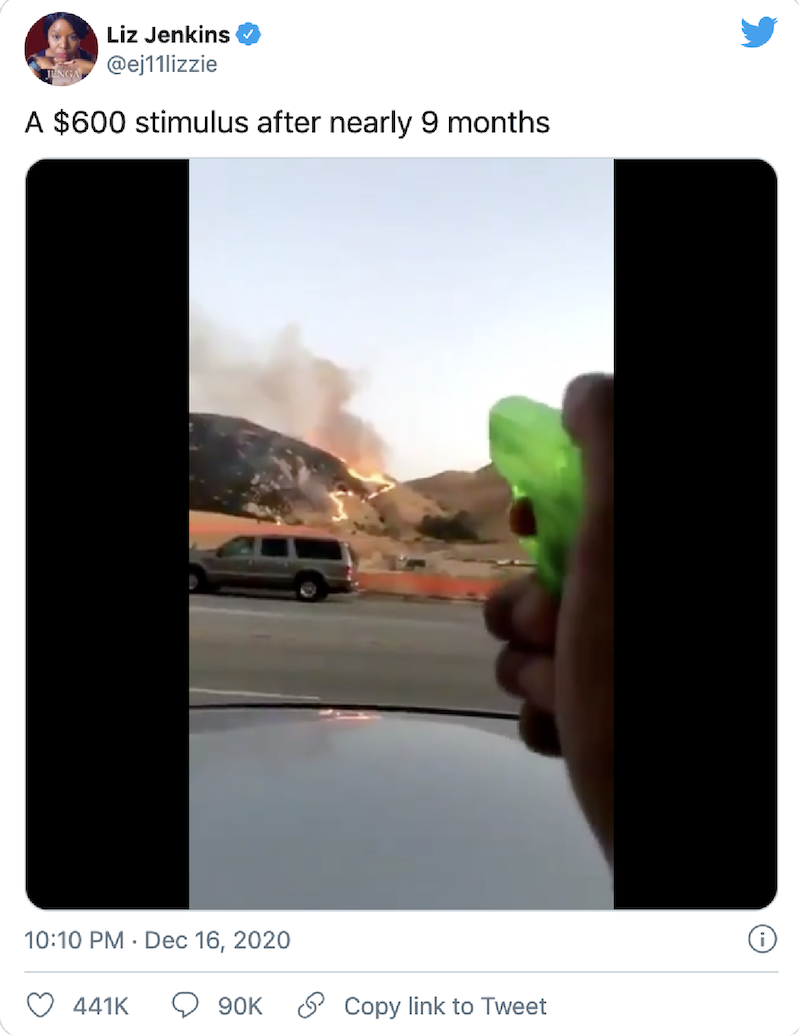 Liz Jenkins
@ej11lizzie
A $600 stimulus after nearly 9 months
JENGA
10:10 PM · Dec 16, 2020
441K 90K Copy link to Tweet